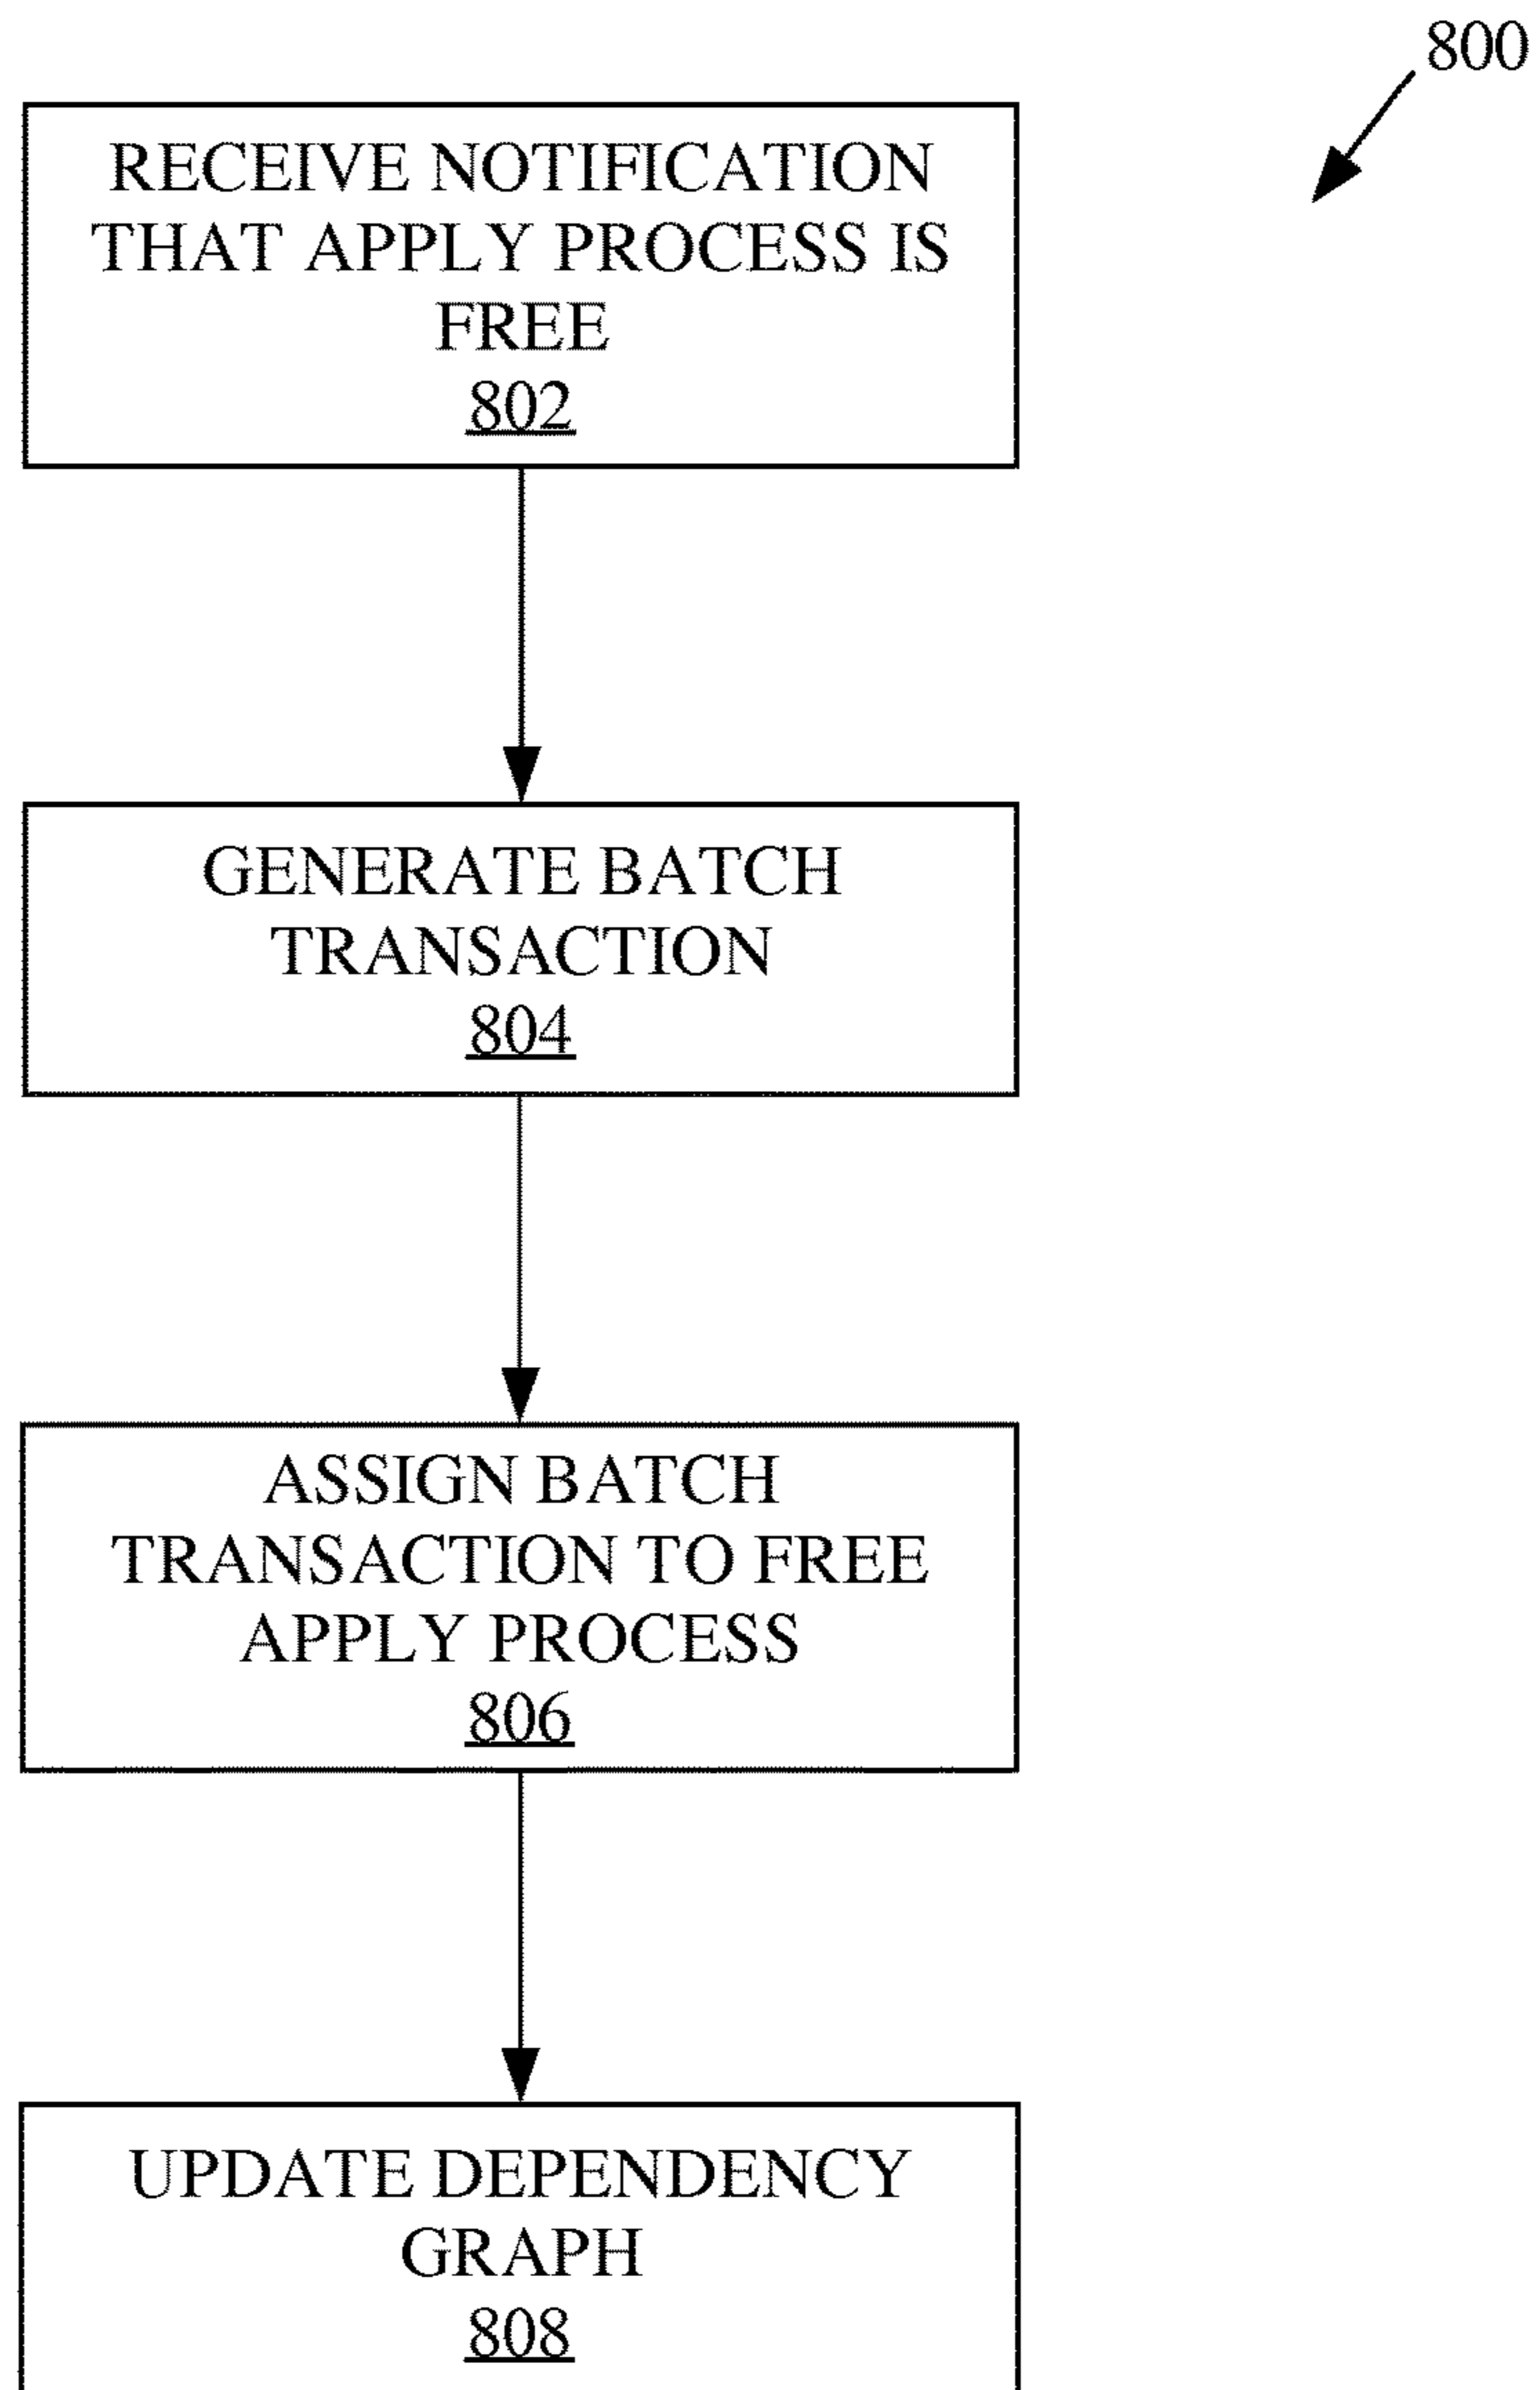 800
RECEIVE NOTIFICATION
THAT APPLY PROCESS IS
FREE
802
GENERATE BATCH
TRANSACTION
804
ASSIGN BATCH
TRANSACTION TO FREE
APPLY PROCESS
806
UPDATE DEPENDENCY
GRAPH
808